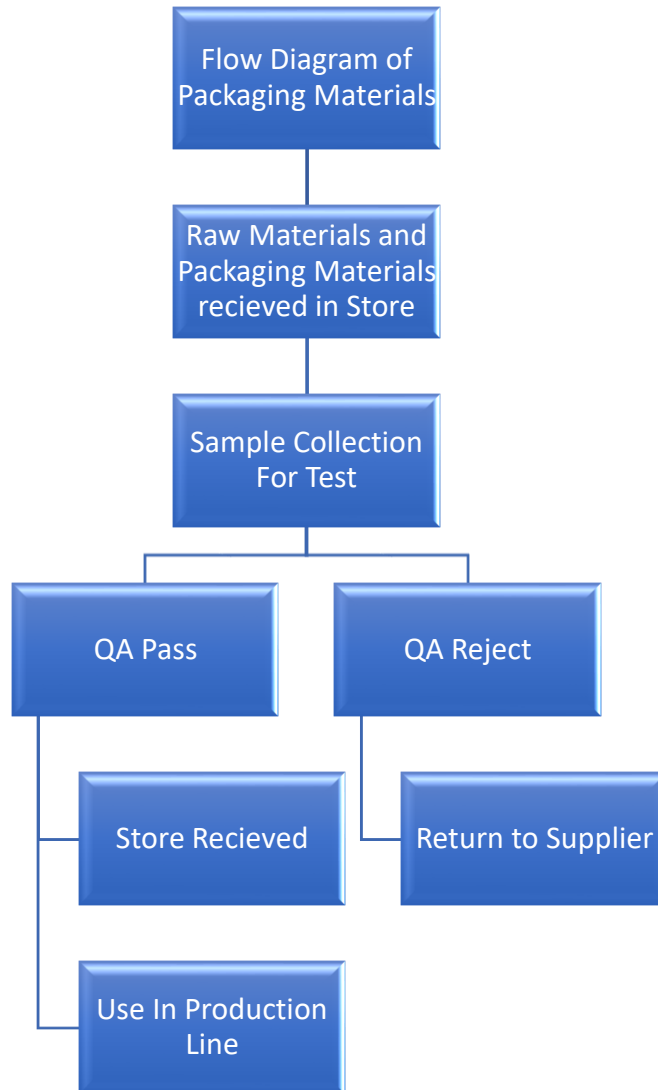 Flow Diagram of
Packaging Materials
Raw Materials and
Packaging Materials
recieved in Store
Sample Collection
For Test
QA Pass
QA Reject
Store Recieved
Return to Supplier
Use In Production
Line